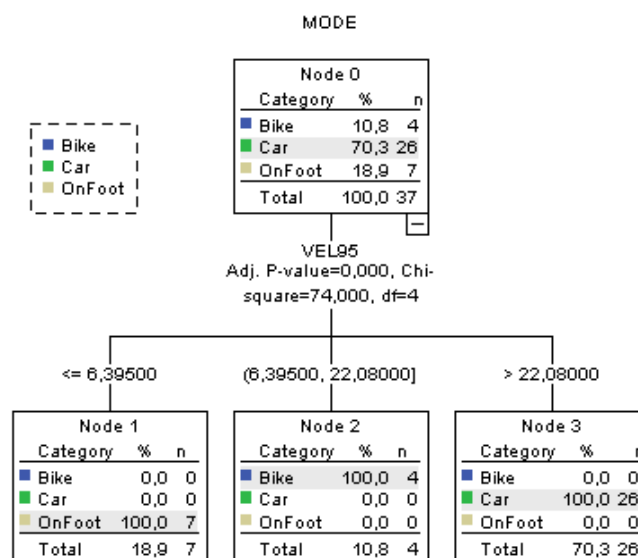 MODE
Node 0
Category % n
Bike 10,8 4
Car 70,3 26
OnFoot 18,9 7
Total 100,0 37
Bike
Car
OnFoot
VEL95
Adj. P-value=0,000, Chi-
square=74,000, df=4
<= 6,39500
(6,39500, 22,08000]
> 22,08000
Node 1
Category % n
Bike 0,0 0
Car 0,0 0
OnFoot 100,0 7
Total 18,9 7
Node 2
Category % n
Bike 100,0 4
Car 0,0 0
OnFoot 0,0 0
Total 10,8 4
Node 3
Category % n
Bike 0,0 0
Car 100,0 26
OnFoot 0,0 0
Total 70,3 26